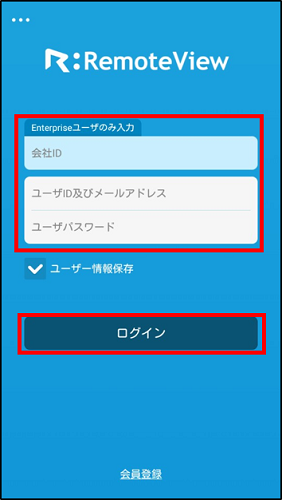 R:RemoteView
Enterpriseユーザのみ入力
会社ID
ユーザID及びメールアドレス
ユーザパスワード
ユーザー情報保存
ログイン
会員登録